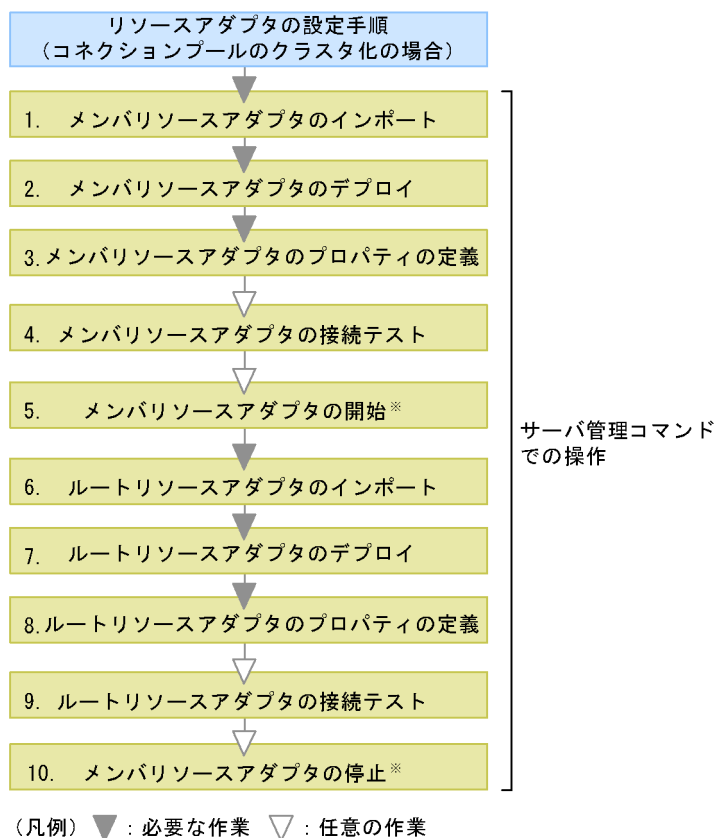 リソースアダプタの設定手順
（コネクションプールのクラスタ化の場合）
1. メンバリソースアダプタのインポート
2. メンバリソースアダプタのデプロイ
3.メンバリソースアダプタのプロパティの定義
4. メンバリソースアダプタの接続テスト
5. メンバリソースアダプタの開始※
6. ルートリソースアダプタのインポート
7. ルートリソースアダプタのデプロイ
8.ルートリソースアダプタのプロパティの定義
9. ルートリソースアダプタの接続テスト
10. メンバリソースアダプタの停止※
サーバ管理コマンド
での操作
（凡例） ▼ ：必要な作業 ▽ ：任意の作業